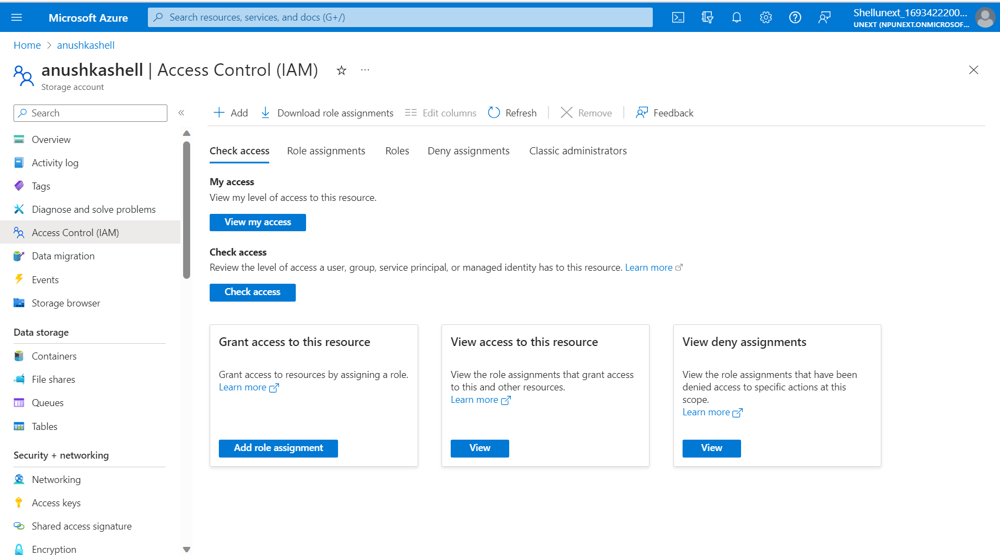 Microsoft Azure
Search resources, services, and docs (G+/)
Shellunext_1693422200...
UNEXT (NPUNEXT.ONMICROSOF...
Home > anushkashell
anushkashell | Access Control (IAM)
Storage account
Search
Add
Download role assignments
Edit columns
Refresh
Remove
Feedback
Overview
Activity log
Tags
Diagnose and solve problems
Access Control (IAM)
Data migration
Events
Storage browser
Data storage
Containers
File shares
Queues
Tables
Security + networking
Networking
Access keys
Shared access signature
Encryption
Check access
Role assignments
Roles
Deny assignments
Classic administrators
My access
View my level of access to this resource.
View my access
Check access
Review the level of access a user, group, service principal, or managed identity has to this resource. Learn more
Check access
Grant access to this resource
Grant access to resources by assigning a role.
Learn more
Add role assignment
View access to this resource
View the role assignments that grant access
to this and other resources.
Learn more
View
View deny assignments
View the role assignments that have been
denied access to specific actions at this
scope.
Learn more
View